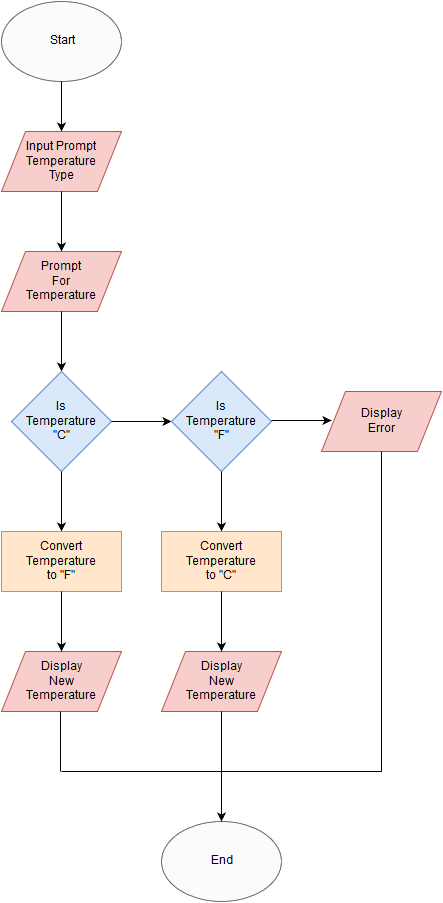 Start
Input Prompt
Temperature
Type
Prompt
For
Temperature
Is
Temperature
"C"
Is
Temperature
"F"
Display
Error
Convert
Temperature
to "F"
Convert
Temperature
to "C"
Display
New
Temperature
Display
New
Temperature
End